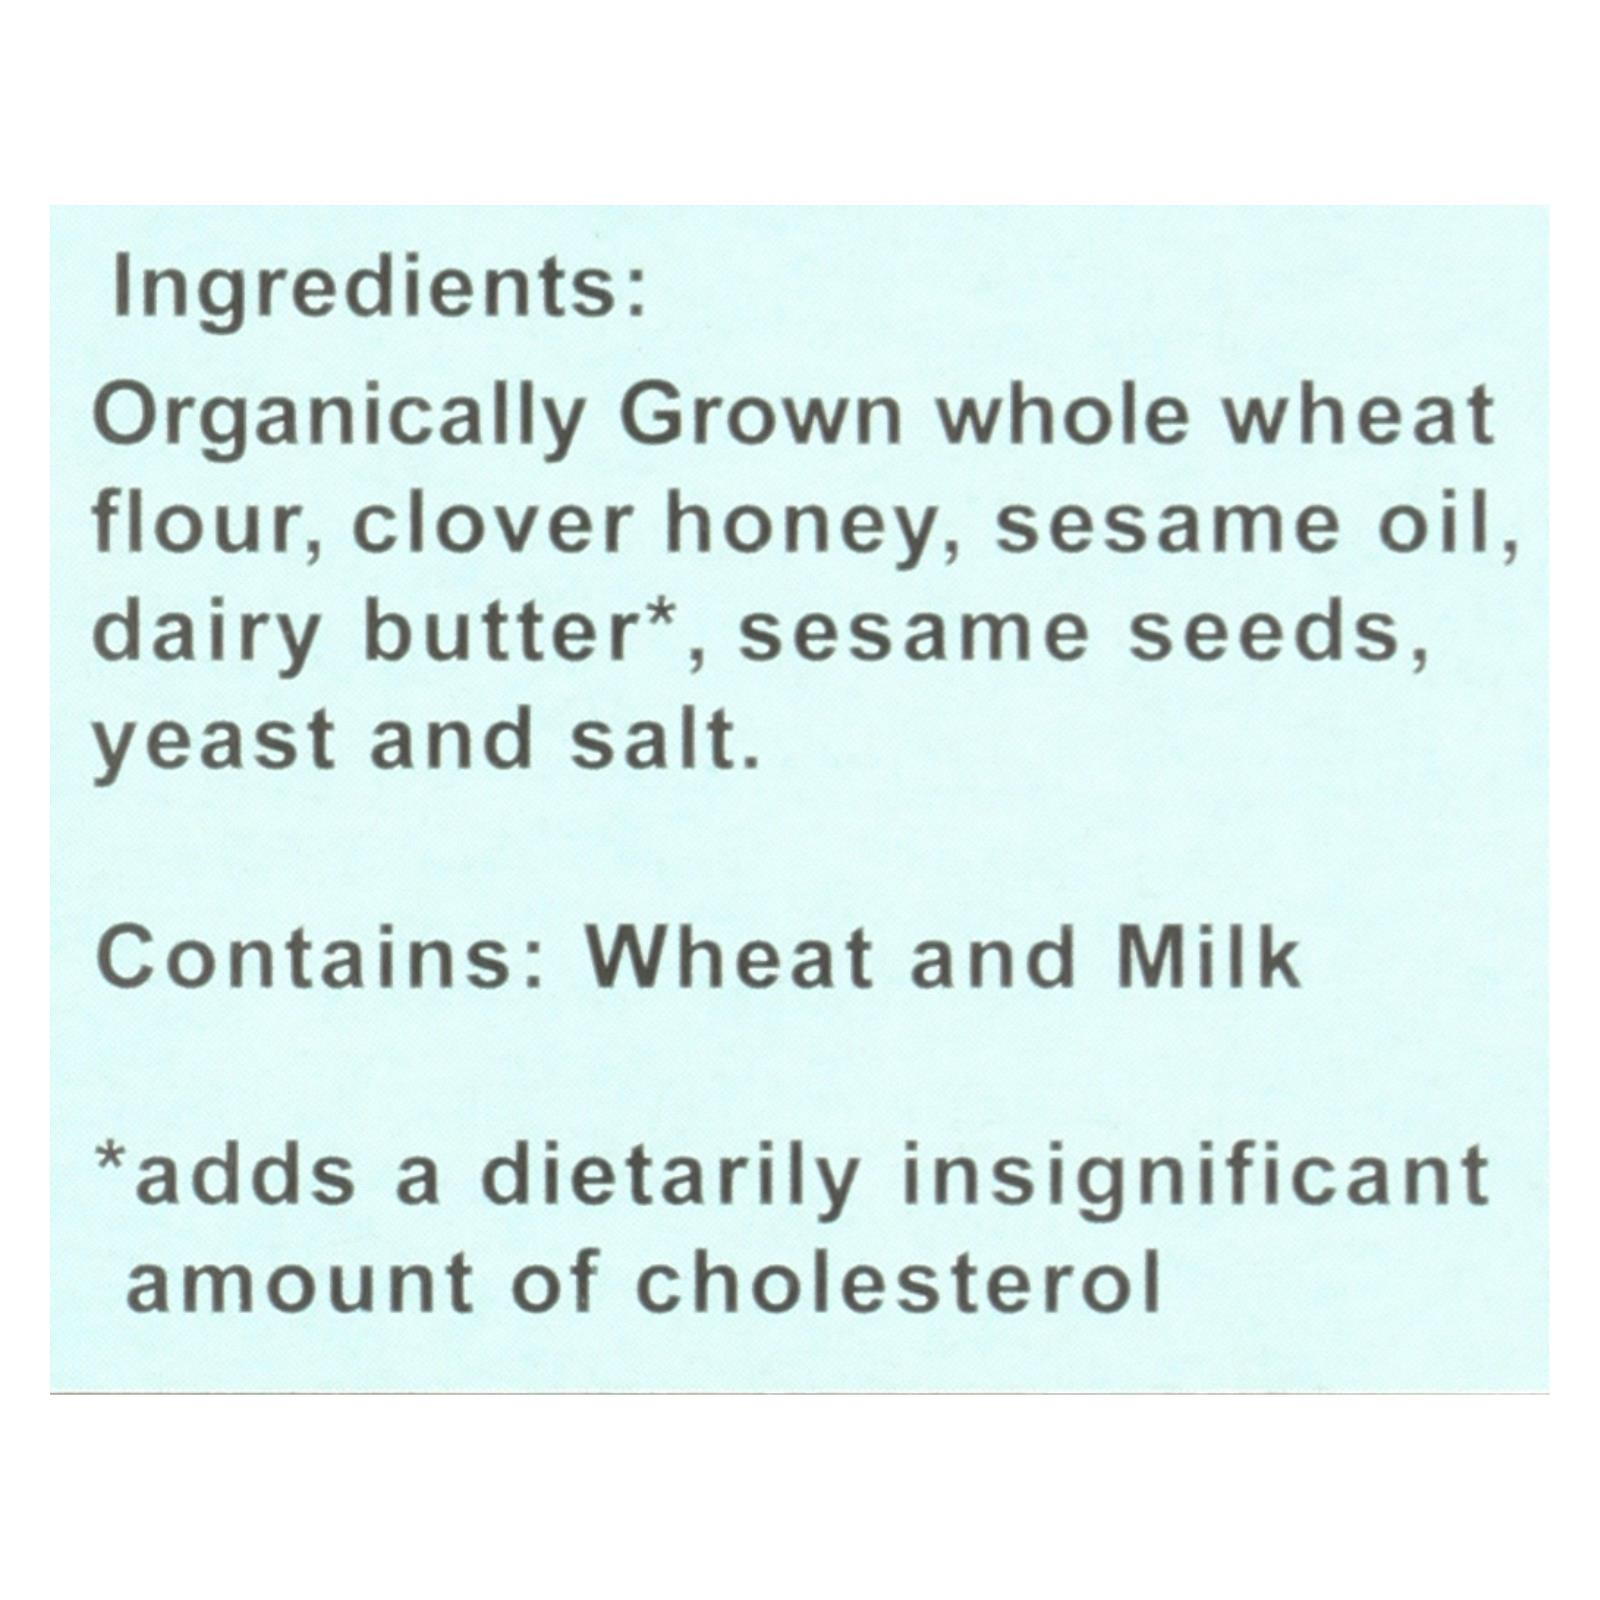 Ingredients:
Organically Grown whole wheat
flour, clover honey, sesame oil,
dairy butter*, sesame seeds,
yeast and salt.
Contains: Wheat and Milk
*adds a dietarily insignificant
amount of cholesterol